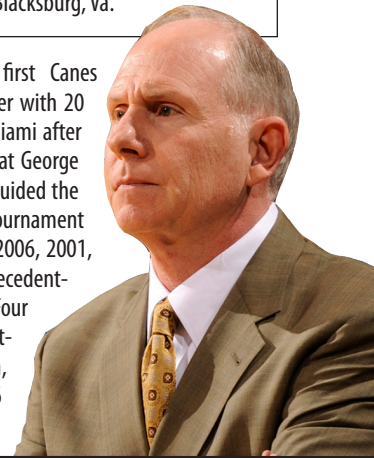 Blacksburg, Va.
first Canes
er with 20
iami after
at George
uided the
ournament
2006, 2001,
ecedent-
Four
t-
,